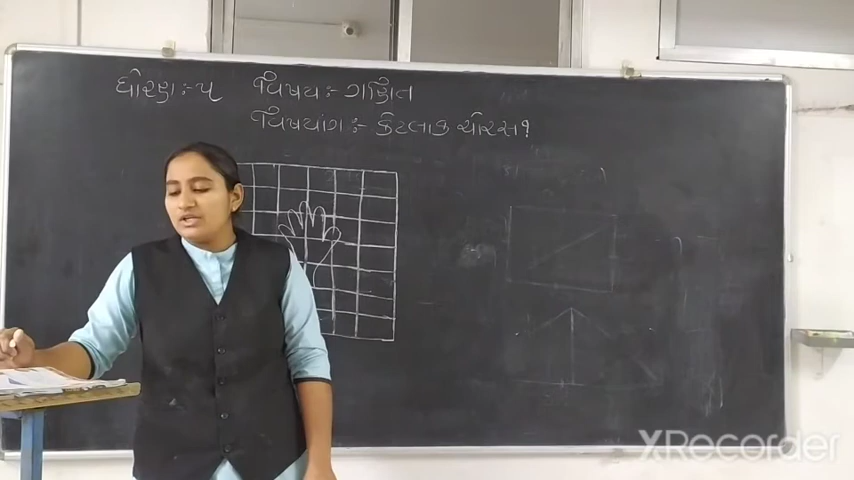 ધોરણ :- ૫ વિષય :- ગણિત
વિષયાંગ :- કેટલાક ચોરસ ?
XRecorder